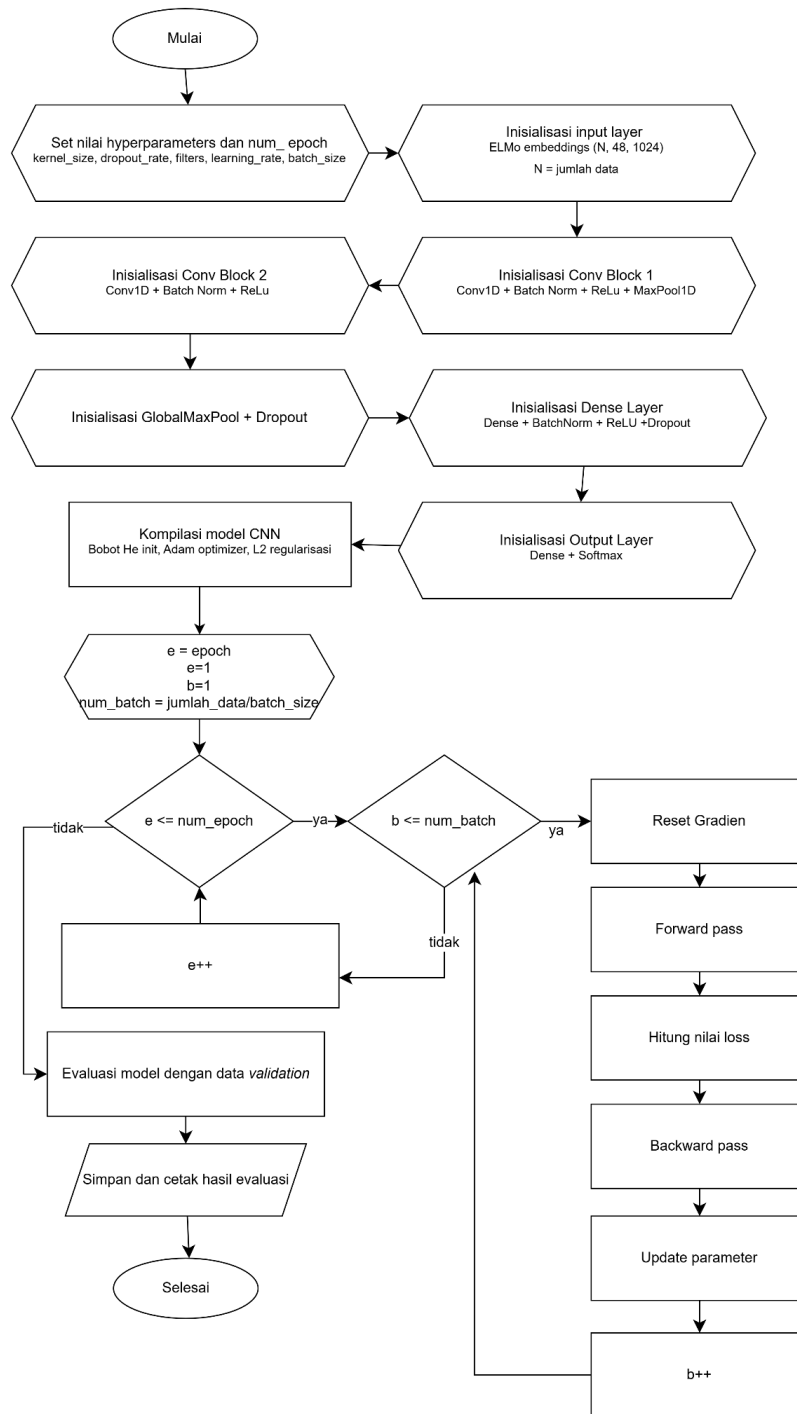 Mulai
Set nilai hyperparameters dan num_ epoch
kernel_size, dropout_rate, filters, learning_rate, batch_size
Inisialisasi input layer
ELMo embeddings (N, 48, 1024)
N = jumlah data
Inisialisasi Conv Block 1
Conv1D + Batch Norm + ReLu + MaxPool1D
Inisialisasi Conv Block 2
Conv1D + Batch Norm + ReLu
Inisialisasi GlobalMaxPool + Dropout
Inisialisasi Dense Layer
Dense + BatchNorm + ReLU +Dropout
Inisialisasi Output Layer
Dense + Softmax
Kompilasi model CNN
Bobot He init, Adam optimizer, L2 regularisasi
e = epoch
e=1
b=1
num_batch = jumlah_data/batch_size
e <= num_epoch
ya
tidak
b <= num_batch
ya
tidak
Reset Gradien
Forward pass
Hitung nilai loss
Backward pass
Update parameter
b++
e++
Evaluasi model dengan data validation
Simpan dan cetak hasil evaluasi
Selesai